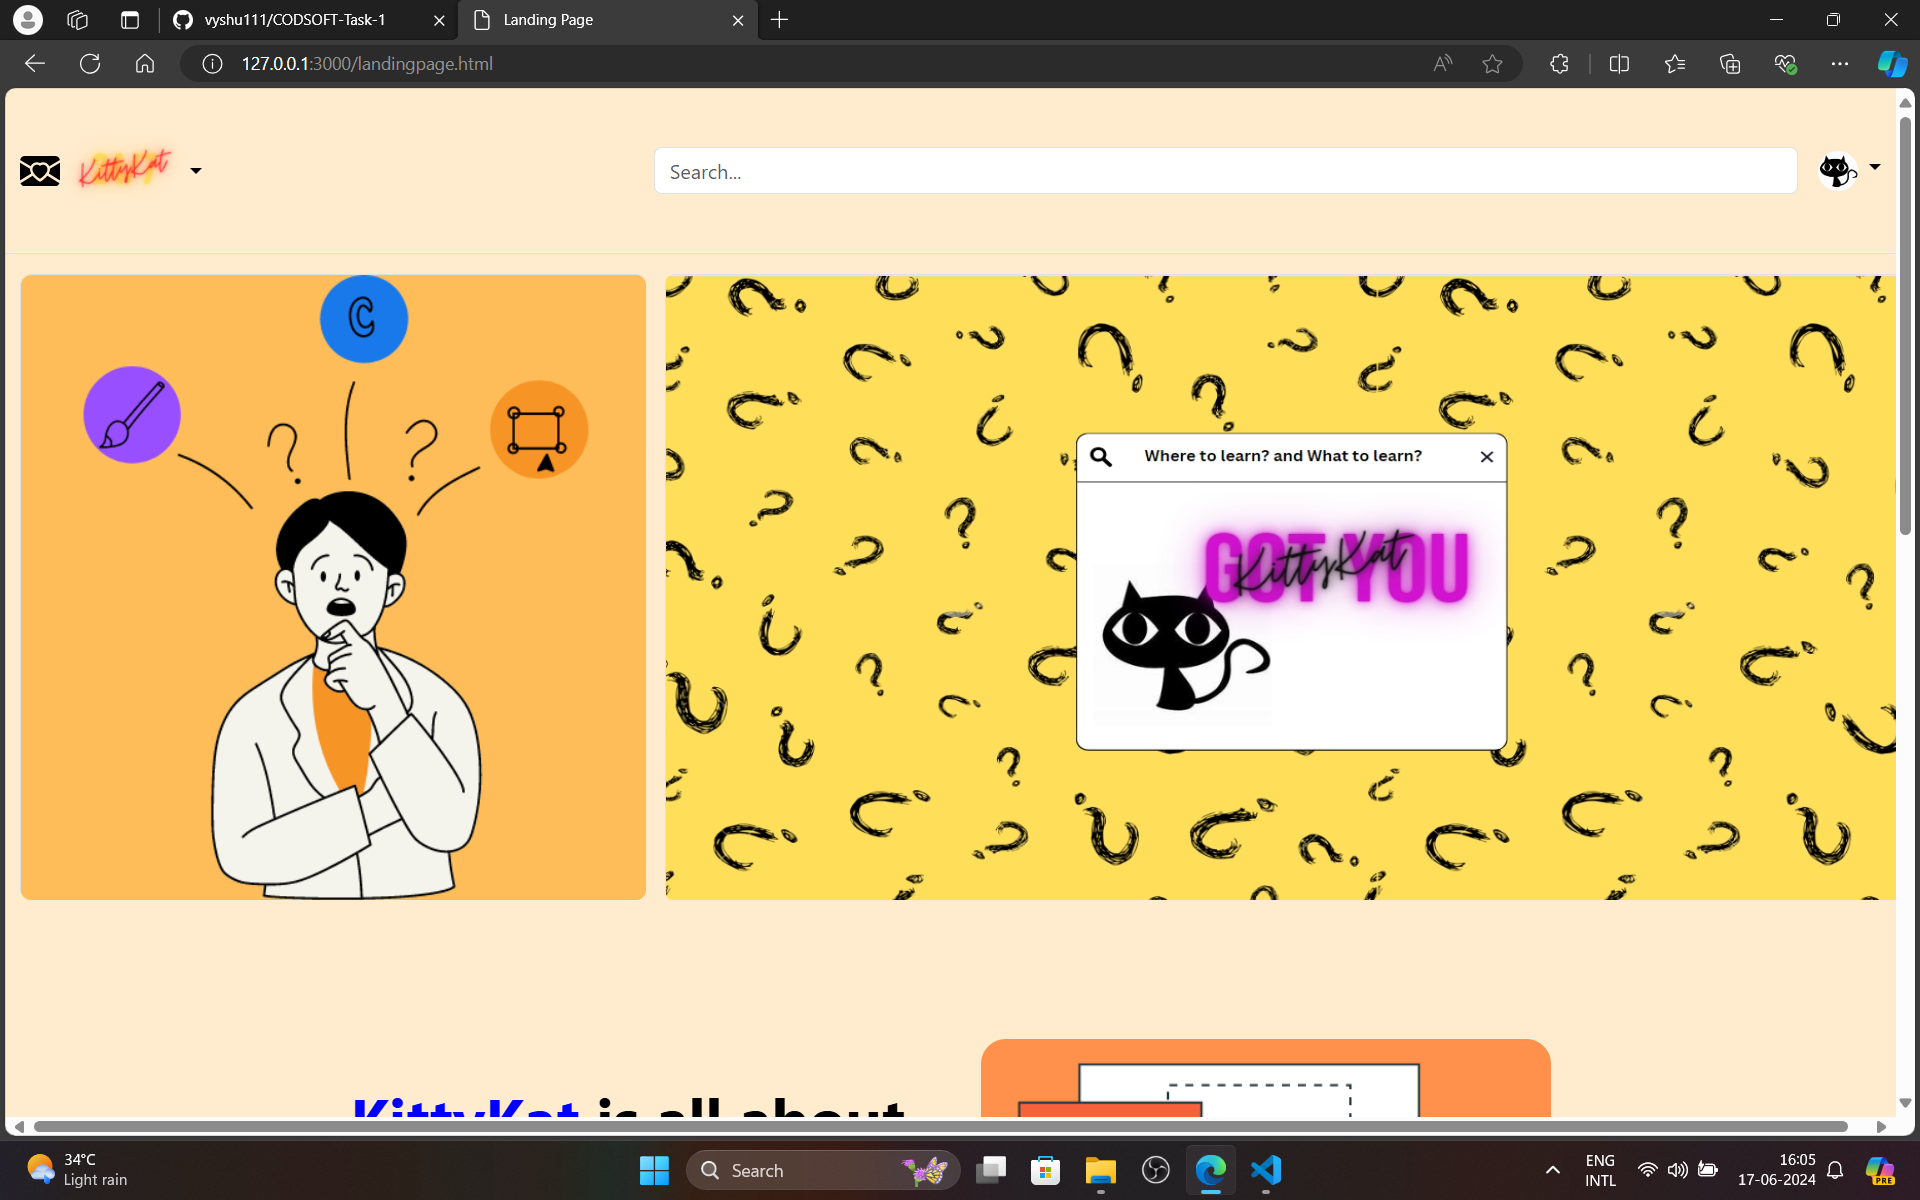 vyshu111/CODSOFT-Task-1
Landing Page
127.0.0.1:3000/landingpage.html
KittyKat
Search...
C
Where to learn? and What to learn?
GOT YOU
KittyKat
KittyKat is all about
34°C
Light rain
Search
ENG
INTL
16:05
17-06-2024
PRE